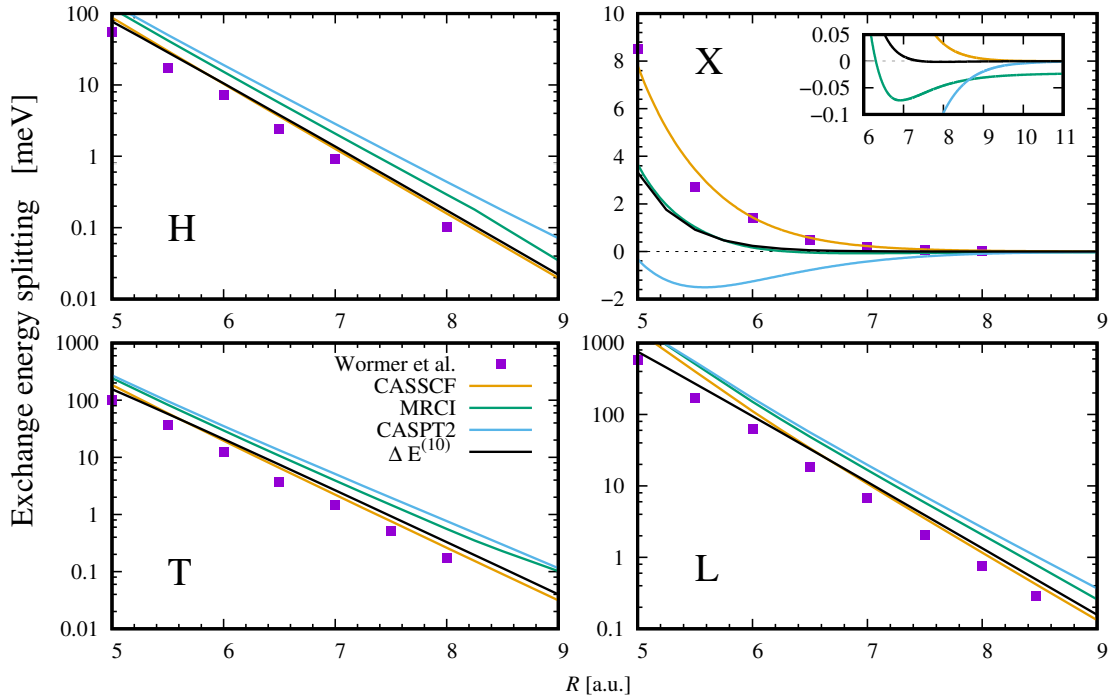 Exchange energy splitting [meV]
100
10
1
0.1
0.01
H
5 6 7 8 9
10
8
6
4
2
0
−2
X
0.05
0
−0.05
−0.1
6 7 8 9 10 11
5 6 7 8 9
1000
100
10
1
0.1
0.01
Wormer et al.
CASSCF
MRCI
CASPT2
Δ E(10)
T
5 6 7 8 9
1000
100
10
1
0.1
L
5 6 7 8 9
R [a.u.]